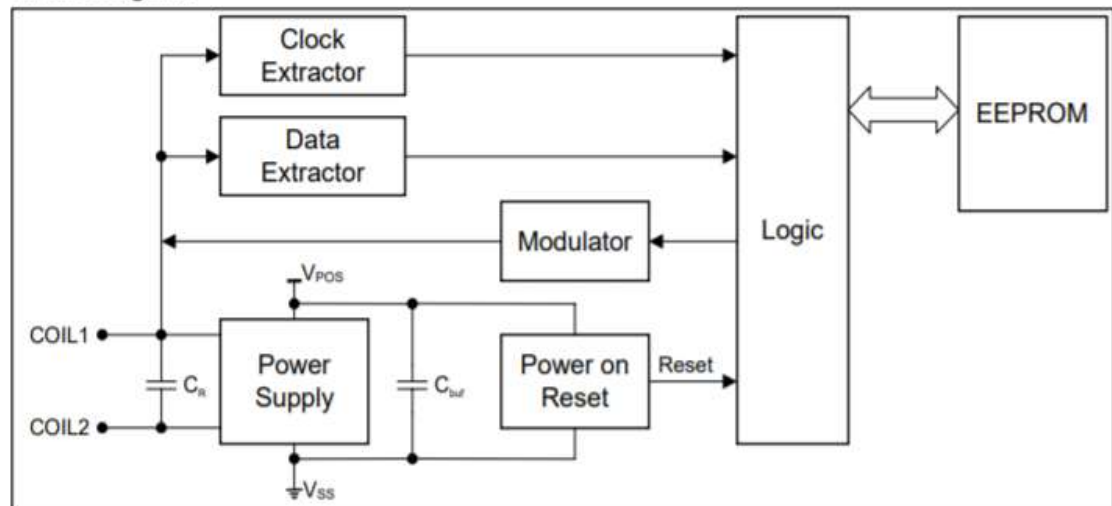 Clock
Extractor
Data
Extractor
Modulator
Logic
EEPROM
VPOS
COIL1
CR
COIL2
Power
Supply
Cbuf
Power on
Reset
Reset
VSS